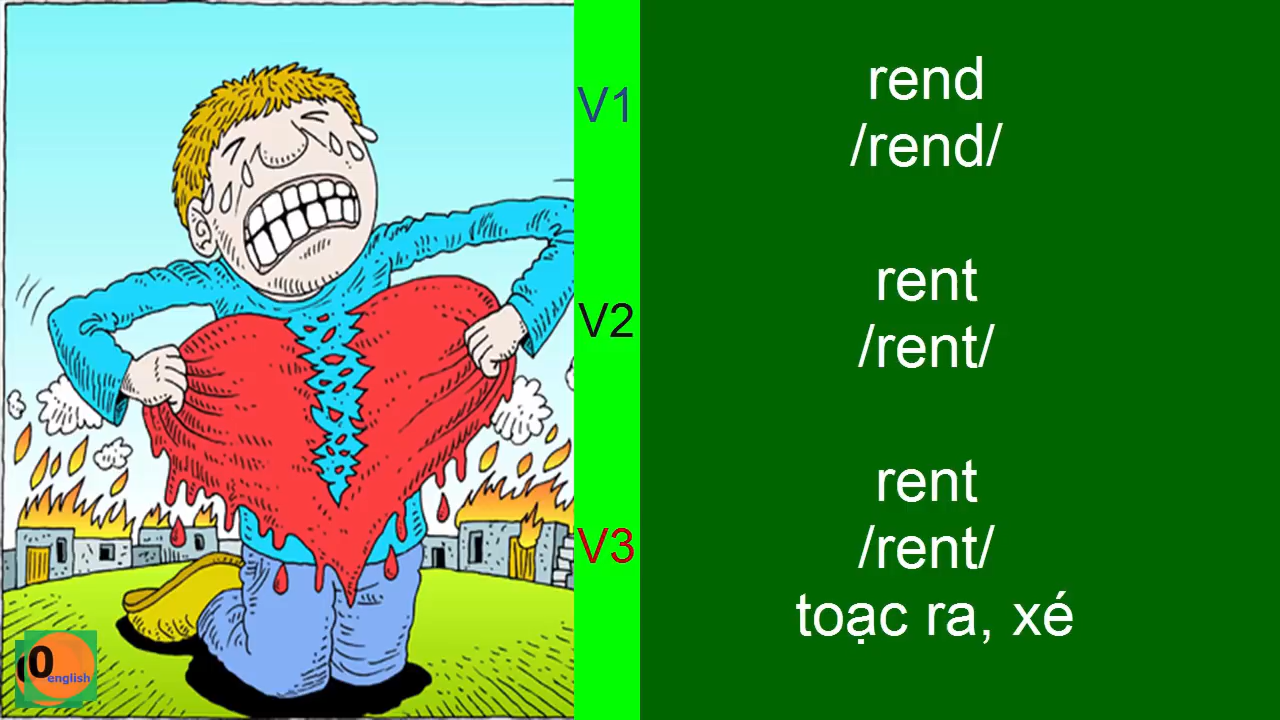 V1
rend
/rend/
V2
rent
/rent/
V3
rent
/rent/
toạc ra, xé
0
english